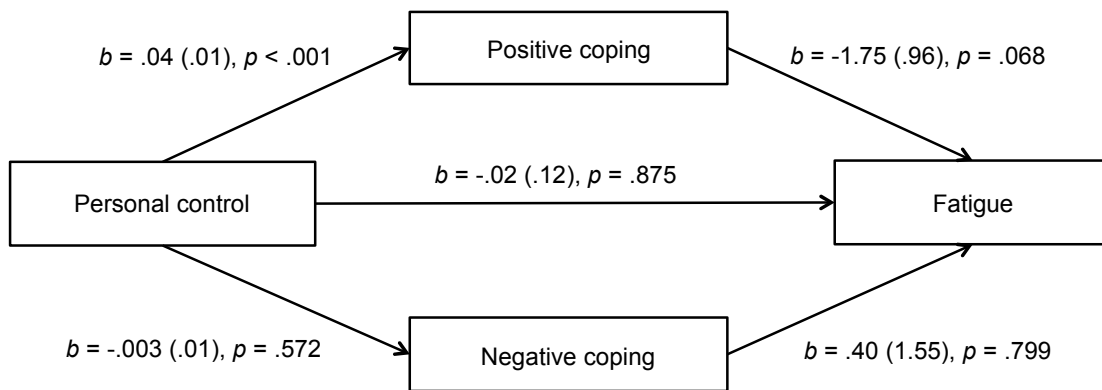 Positive coping
b = .04 (.01), p < .001
b = -1.75 (.96), p = .068
b = -.02 (.12), p = .875
Personal control
Fatigue
b = -.003 (.01), p = .572
Negative coping
b = .40 (1.55), p = .799